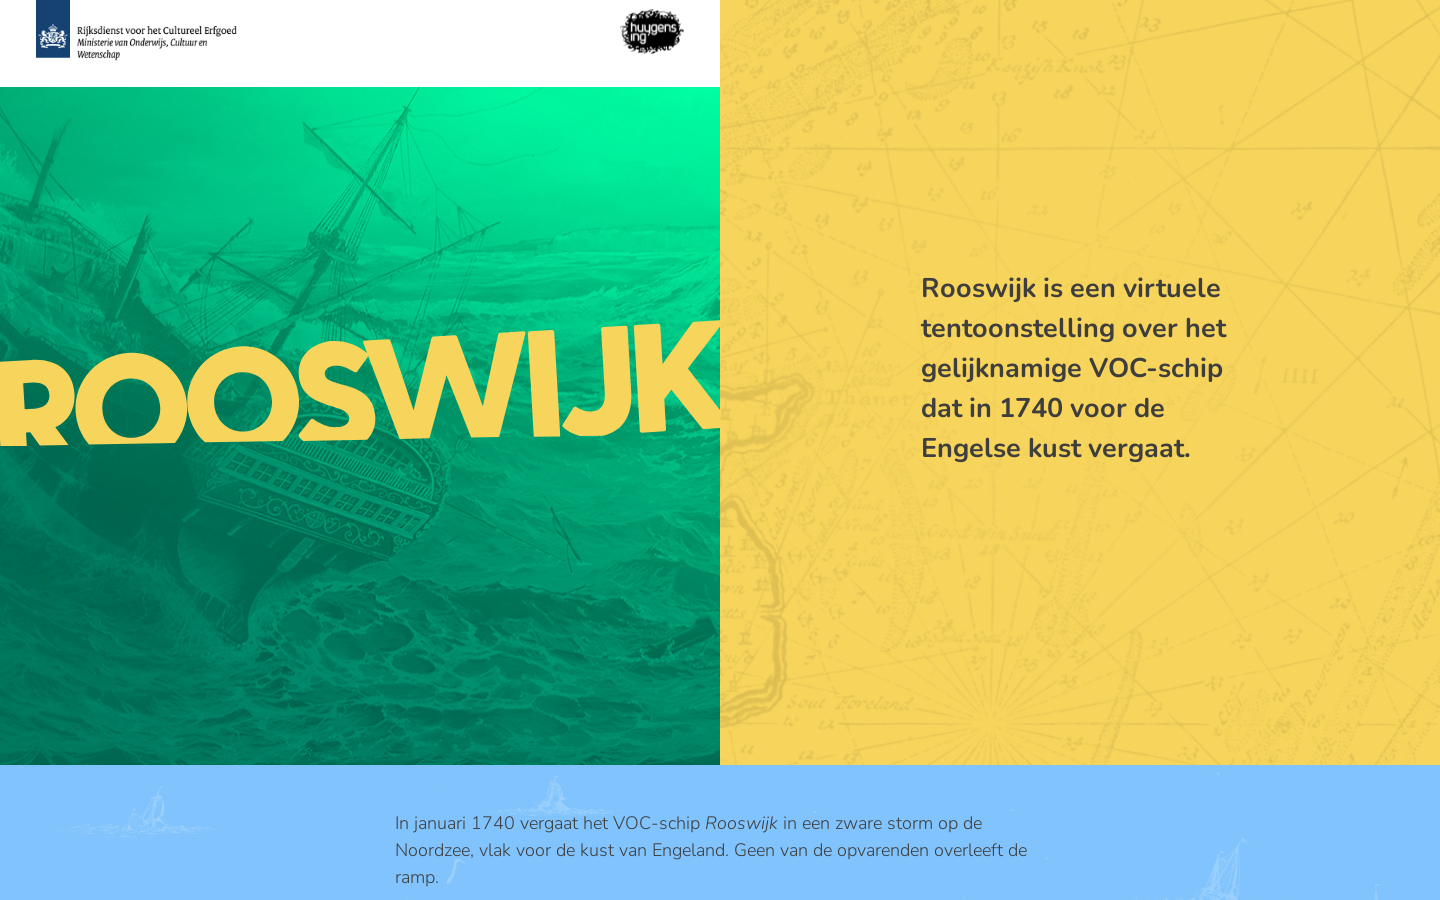 Rijksdienst voor het Cultureel Erfgoed
Ministerie van Onderwijs, Cultuur en
Wetenschap
huygens
ing
ROOSWIJK
Rooswijk is een virtuele
tentoonstelling over het
gelijknamige VOC-schip
dat in 1740 voor de
Engelse kust vergaat.
In januari 1740 vergaat het VOC-schip Rooswijk in een zware storm op de
Noordzee, vlak voor de kust van Engeland. Geen van de opvarenden overleeft de
ramp.